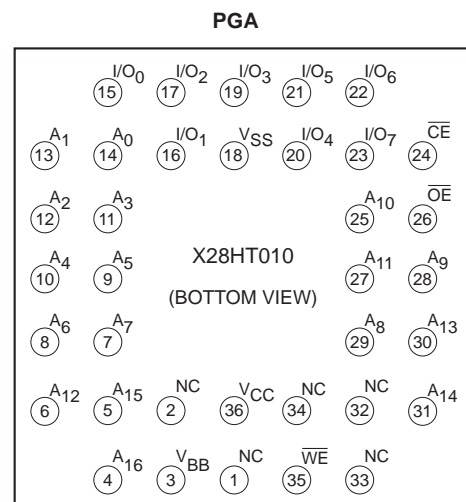 PGA
I/O0 I/O2 I/O3 I/O5 I/O6
15 17 19 21 22
A1 A0 I/O1 VSS I/O4 I/O7 C̅E̅
13 14 16 18 20 23 24
A2 A3 A10 O̅E̅
12 11 25 26
A4 A5 X28HT010 A11 A9
10 9 27 28
(BOTTOM VIEW)
A6 A7 A8 A13
8 7 29 30
A12 A15 NC VCC NC NC A14
6 5 2 36 34 32 31
A16 VBB NC W̅E̅ NC
4 3 1 35 33